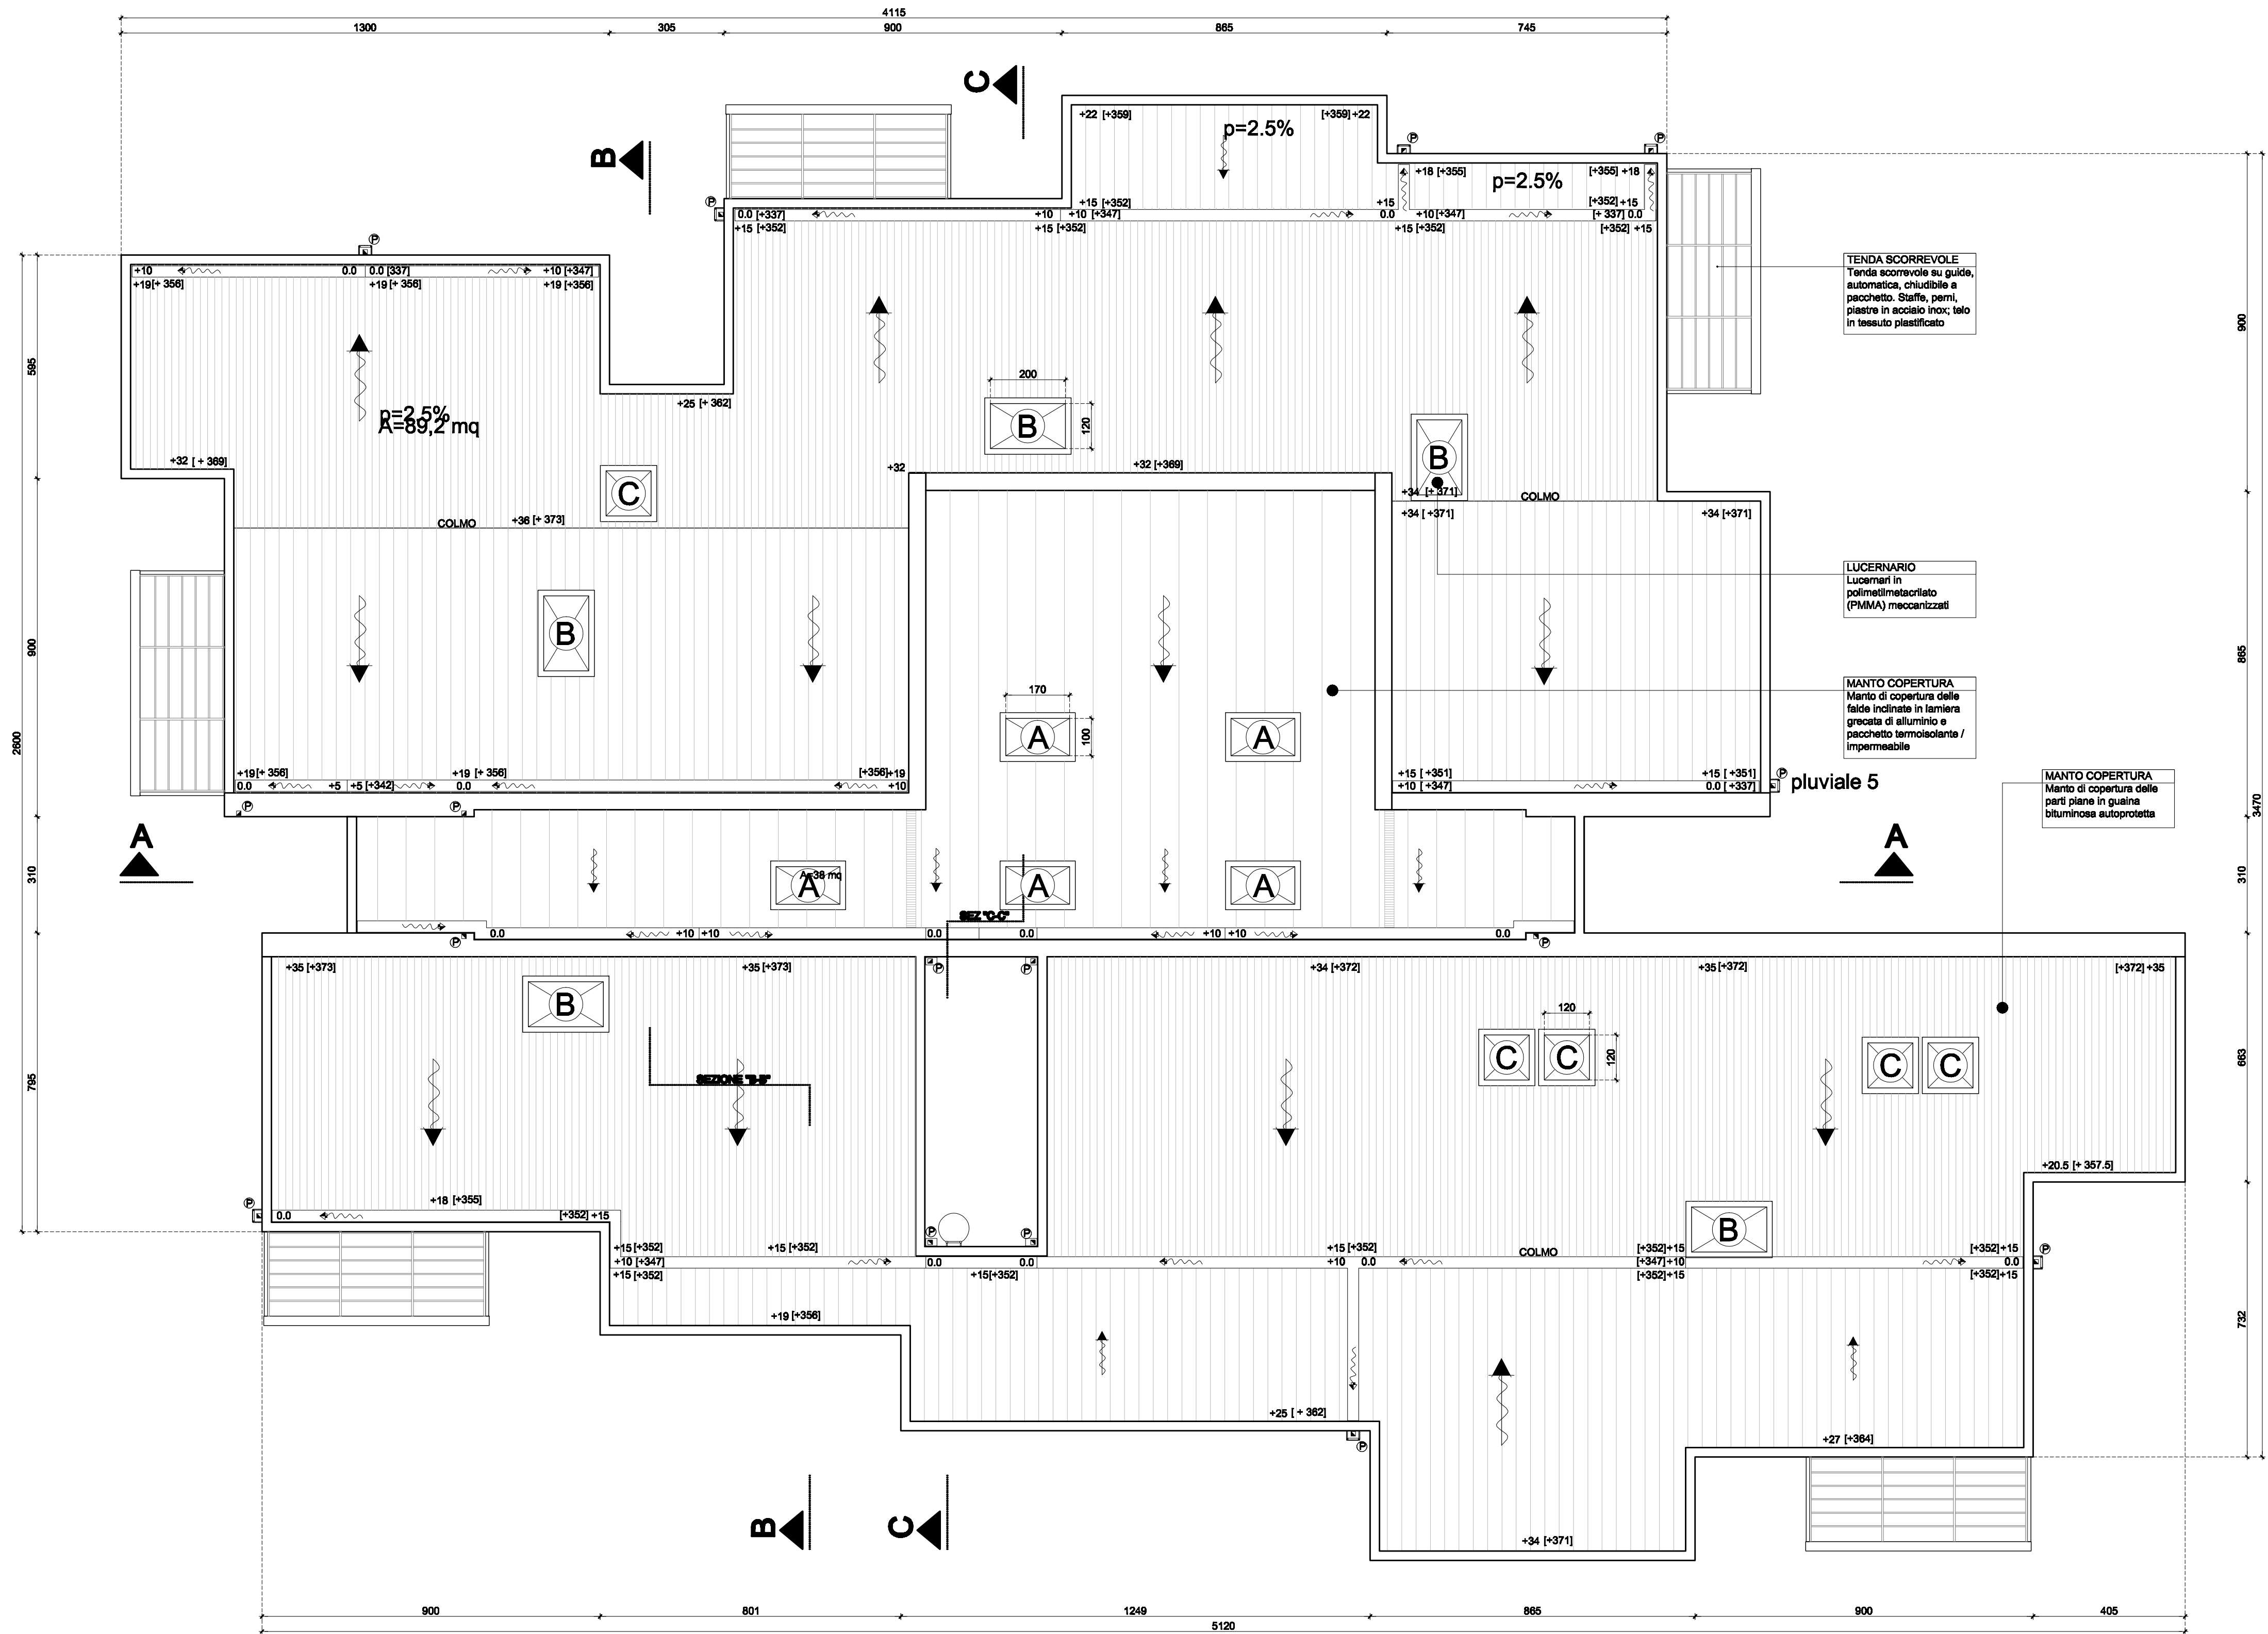 4115
1300 305 900 865 745
C
B
+22 [+359] [+359] +22
p=2.5%
P P
+18 [+355] [+355] +18
p=2.5%
P
+15 [+352] +15 [+352] +15
0.0 [+337] +10 +10 [+347] 0.0 +10 [+347] [+ 337] 0.0
+15 [+352] +15 [+352] +15 [+352] [+352] +15
P
+10 0.0 0.0 [337] +10 [+347]
+19 [+ 356] +19 [+ 356] +19 [+356]
TENDA SCORREVOLE
Tenda scorrevole su guide,
automatica, chiudibile a
pacchetto. Staffe, perni,
piastre in acciaio inox; telo
in tessuto plastificato
595
900
200
120
+25 [+ 362]
p=2.5%
A=89,2 mq
B
B
+32 [ + 369] +32 +32 [+369]
C
+34 [+ 371] COLMO
+34 [ +371] +34 [+371]
COLMO +36 [+ 373]
LUCERNARIO
Lucernari in
polimetilmetacrilato
(PMMA) meccanizzati
B
900
865
2600
MANTO COPERTURA
Manto di copertura delle
falde inclinate in lamiera
grecata di alluminio e
pacchetto termoisolante /
impermeabile
170
100
A A
+19 [+ 356] +19 [+ 356] [+356] +19 +15 [ +351] +15 [ +351]
0.0 +5 +5 [+342] 0.0 +10 +10 [ +347] 0.0 [ +337]
P pluviale 5
P P
MANTO COPERTURA
Manto di copertura delle
parti piane in guaina
bituminosa autoprotetta
3470
A A
310 310
A=38 mq
A A A
SEZ "C-C"
0.0 +10 +10 0.0 0.0 +10 +10 0.0
P P
+35 [+373] +35 [+373] P P +34 [+372] +35 [+372] [+372] +35
B
120
120
C C C C
SEZIONE "B-B"
795
663
+20.5 [+ 357.5]
+18 [+355]
P
0.0 [+352] +15
B
P P
+15 [+352] +15 [+352] +15 [+352] COLMO [+352] +15 [+352] +15 P
+10 [+347] 0.0 0.0 +10 0.0 [+347] +10 0.0
+15 [+352] +15 [+352] [+352] +15 [+352] +15
+19 [+356]
732
+25 [ + 362]
P
+27 [+364]
B C
+34 [+371]
900 801 1249 865 900 405
5120